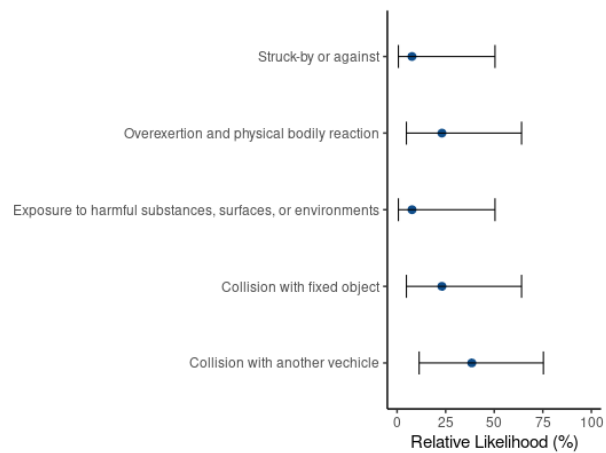 Struck-by or against
Overexertion and physical bodily reaction
Exposure to harmful substances, surfaces, or environments
Collision with fixed object
Collision with another vechicle
0 25 50 75 100
Relative Likelihood (%)